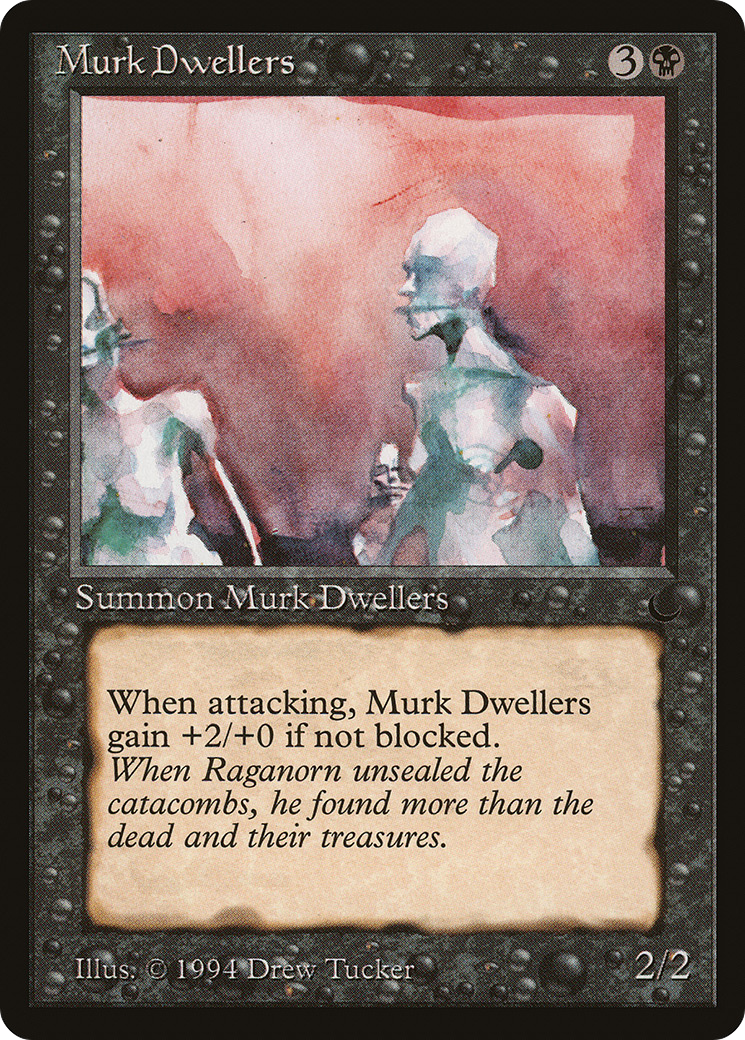 Murk Dwellers 3
Summon Murk Dwellers
When attacking, Murk Dwellers
gain +2/+0 if not blocked.
When Raganorn unsealed the
catacombs, he found more than the
dead and their treasures.
Illus. © 1994 Drew Tucker 2/2